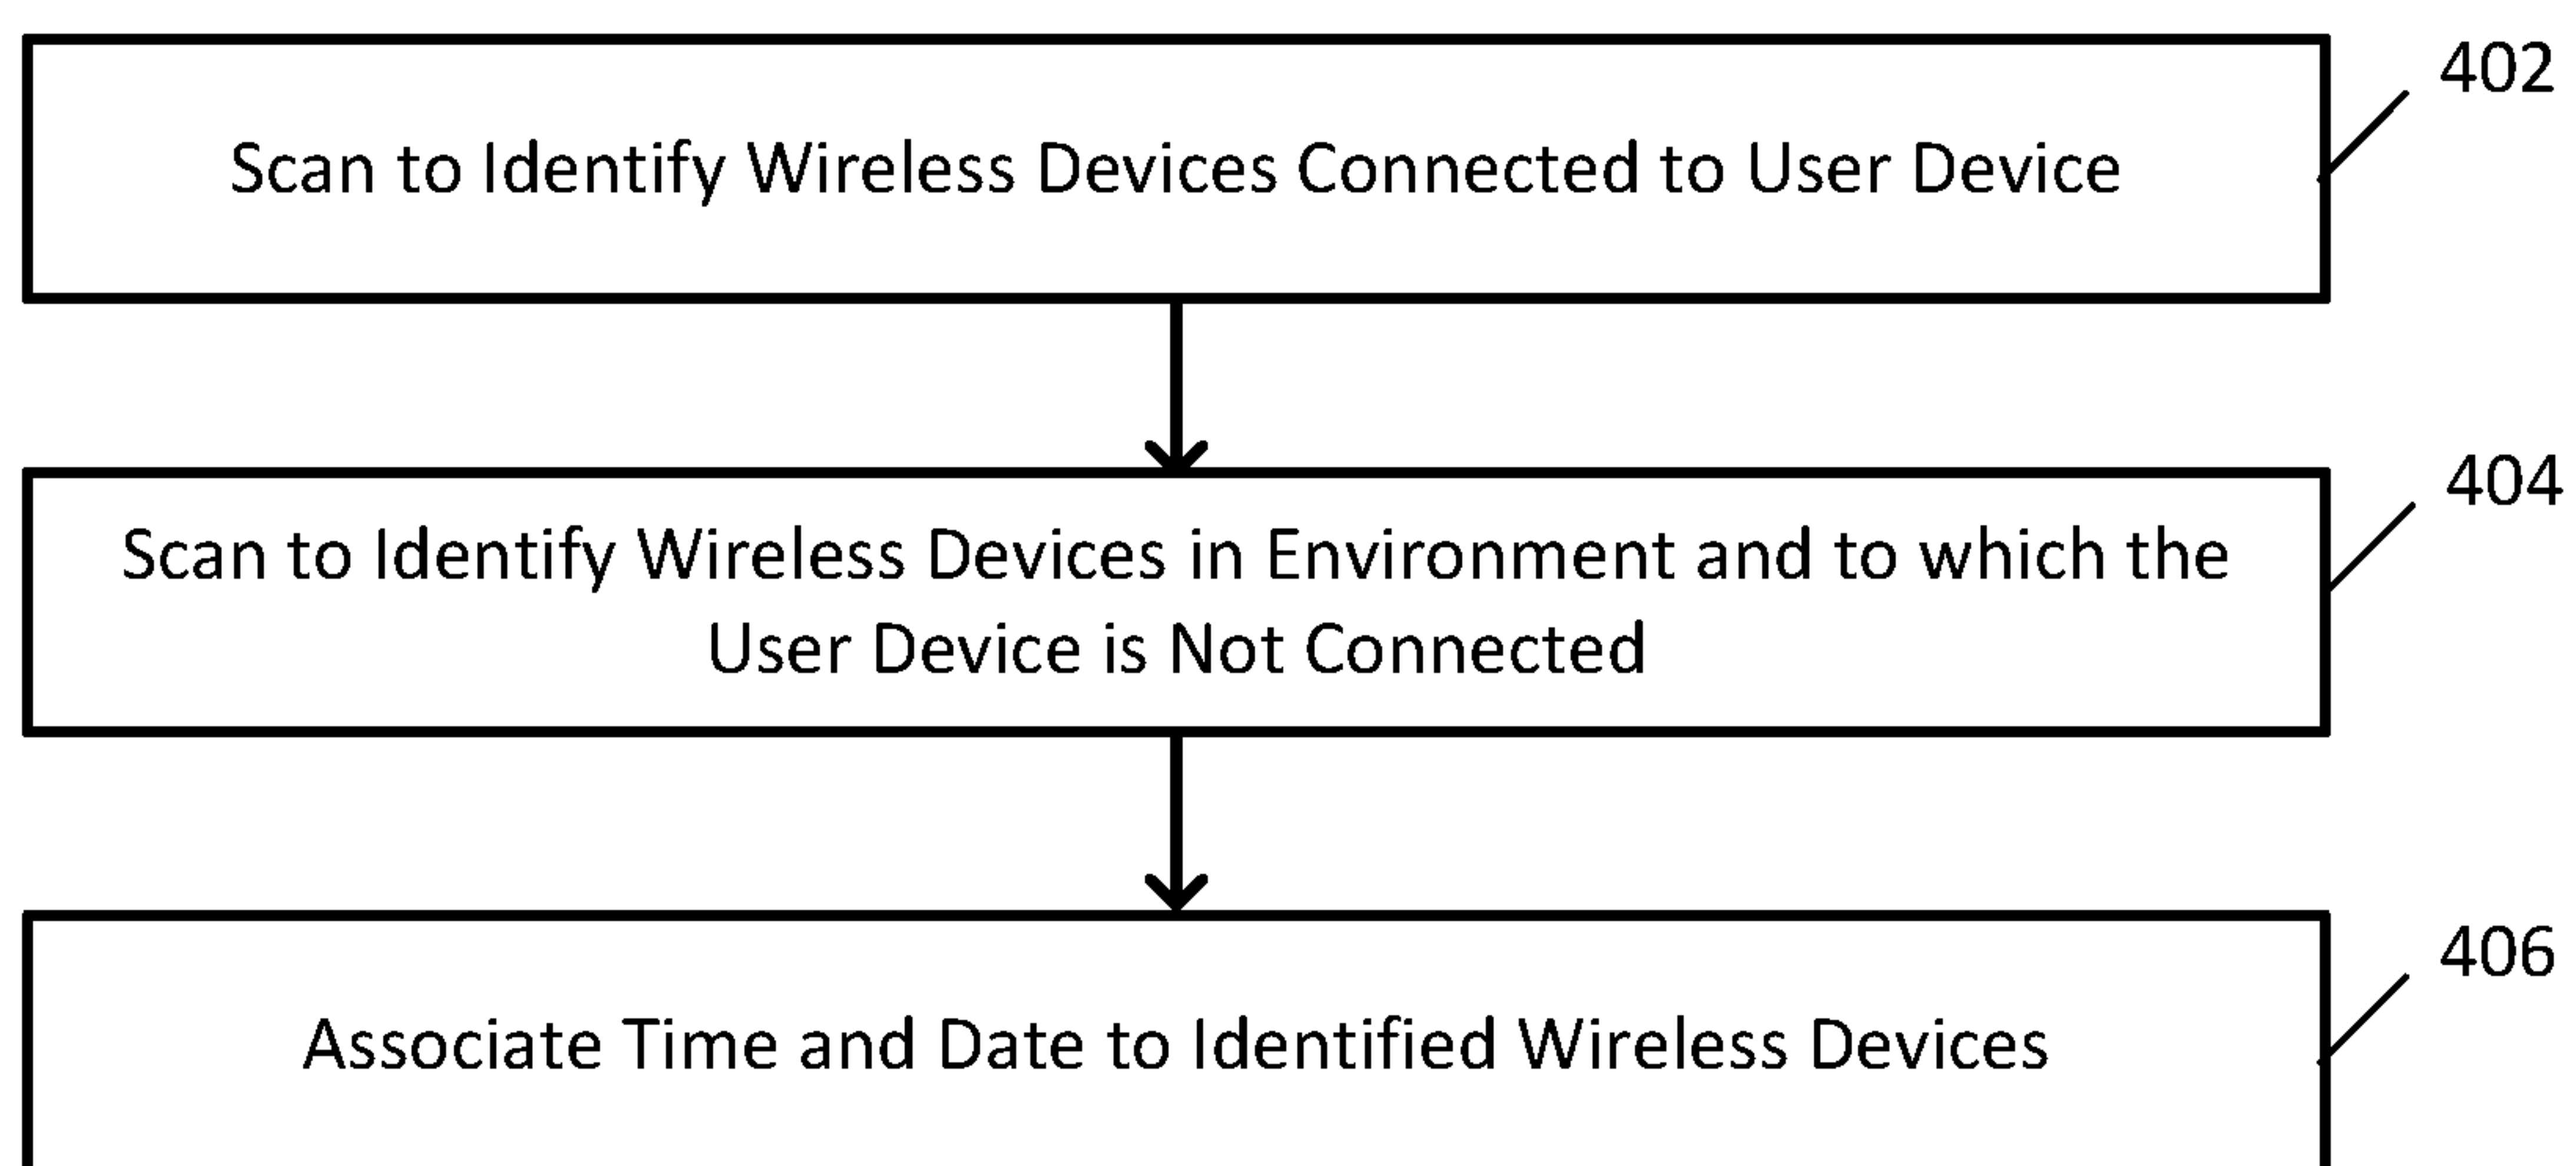 402
Scan to Identify Wireless Devices Connected to User Device
404
Scan to Identify Wireless Devices in Environment and to which the
User Device is Not Connected
406
Associate Time and Date to Identified Wireless Devices